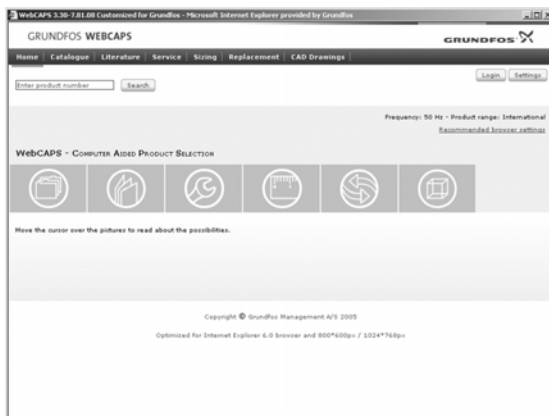 WebCAPS 3.30-7.81.08 Customized for Grundfos - Microsoft Internet Explorer provided by Grundfos
GRUNDFOS WEBCAPS
GRUNDFOS
Home Catalogue Literature Service Sizing Replacement CAD Drawings
Login Settings
Enter product number Search
Frequency: 50 Hz - Product range: International
Recommended browser settings
WebCAPS - Computer Aided Product Selection
Move the cursor over the pictures to read about the possibilities.
Copyright © Grundfos Management A/S 2005
Optimized for Internet Explorer 6.0 browser and 800*600px / 1024*768px